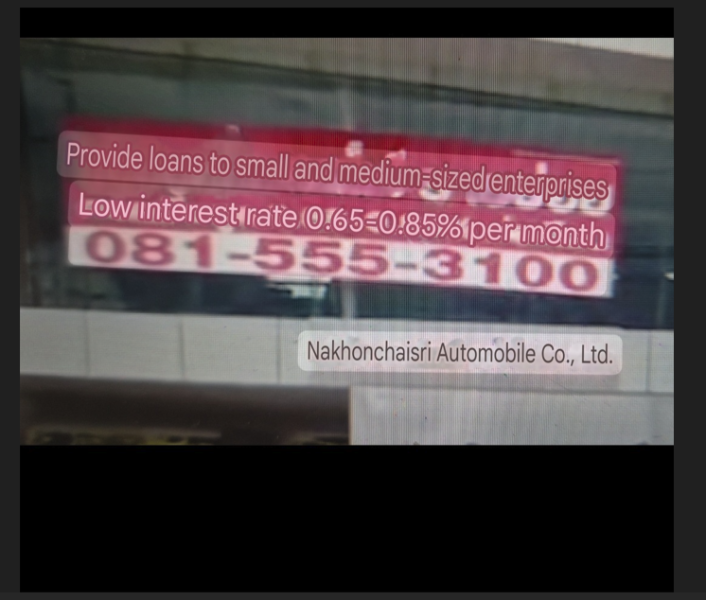 Provide loans to small and medium-sized enterprises
Low interest rate 0.65=0.85% per month
081-555-3100
Nakhonchaisri Automobile Co., Ltd.